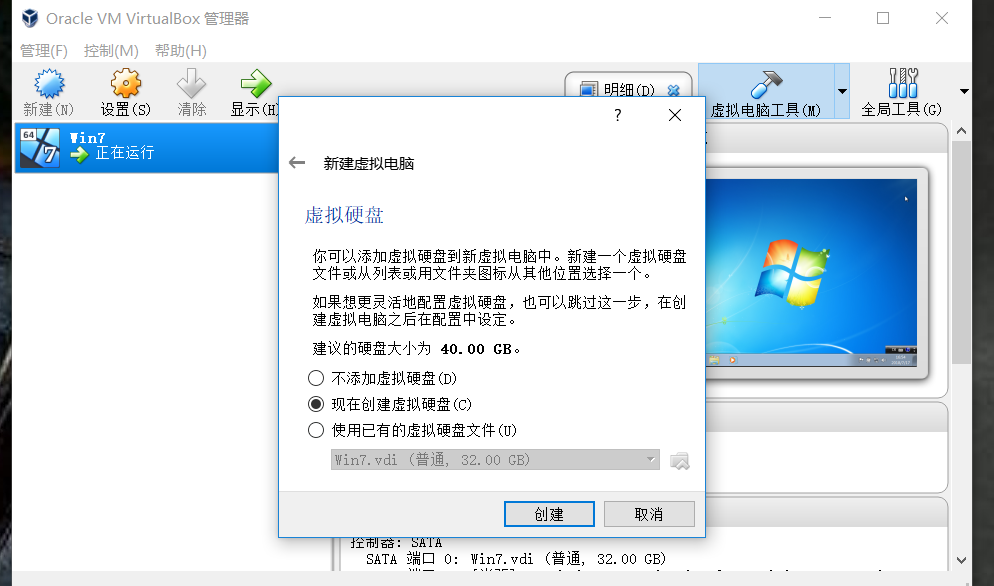 Oracle VM VirtualBox 管理器
管理(F) 控制(M) 帮助(H)
新建(N) 设置(S) 清除 显示(H) 明细(D) 虚拟电脑工具(M) 全局工具(G)
64
7
Win7
正在运行
?
新建虚拟电脑
虚拟硬盘
你可以添加虚拟硬盘到新虚拟电脑中。新建一个虚拟硬盘
文件或从列表或用文件夹图标从其他位置选择一个。
如果想更灵活地配置虚拟硬盘，也可以跳过这一步，在创
建虚拟电脑之后在配置中设定。
建议的硬盘大小为 40.00 GB。
不添加虚拟硬盘(D)
现在创建虚拟硬盘(C)
使用已有的虚拟硬盘文件(U)
Win7.vdi (普通, 32.00 GB)
创建 取消
控制器: SATA
SATA 端口 0: Win7.vdi (普通, 32.00 GB)